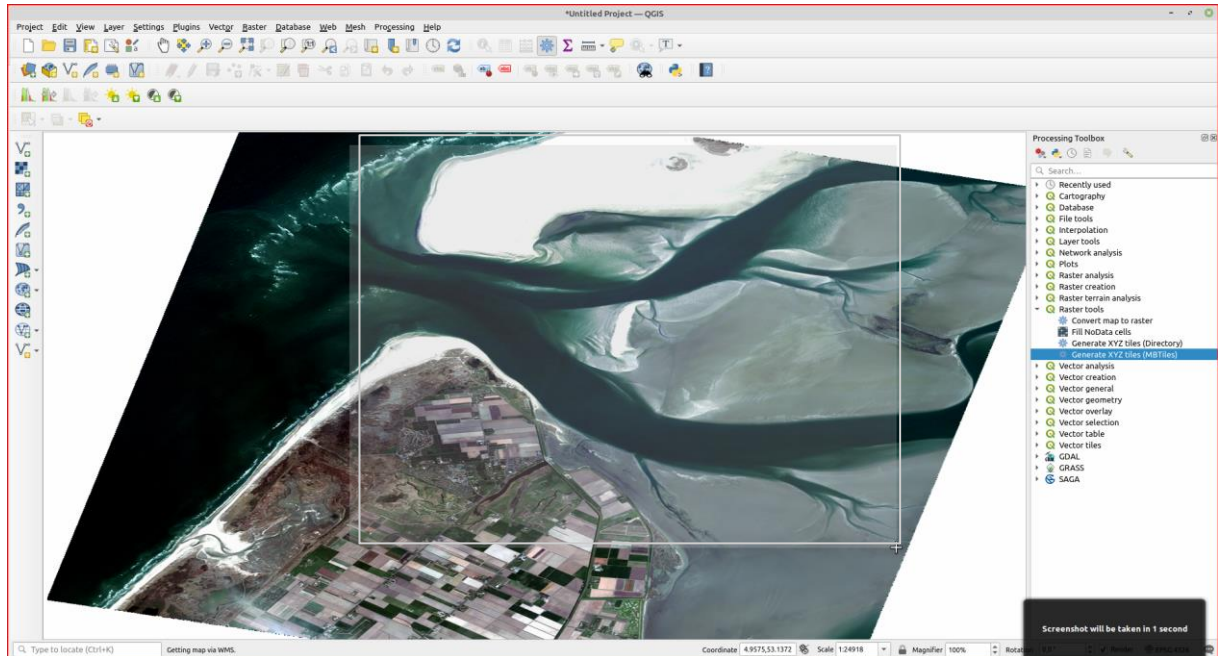 *Untitled Project — QGIS
Project Edit View Layer Settings Plugins Vector Raster Database Web Mesh Processing Help
Processing Toolbox
Search...
Recently used
Cartography
Database
File tools
Interpolation
Layer tools
Network analysis
Plots
Raster analysis
Raster creation
Raster terrain analysis
Raster tools
Convert map to raster
Fill NoData cells
Generate XYZ tiles (Directory)
Generate XYZ tiles (MBTiles)
Vector analysis
Vector creation
Vector general
Vector geometry
Vector overlay
Vector selection
Vector table
Vector tiles
GDAL
GRASS
SAGA
Screenshot will be taken in 1 second
Type to locate (Ctrl+K) Getting map via WMS. Coordinate 4.9575,53.1372 Scale 1:24918 Magnifier 100%